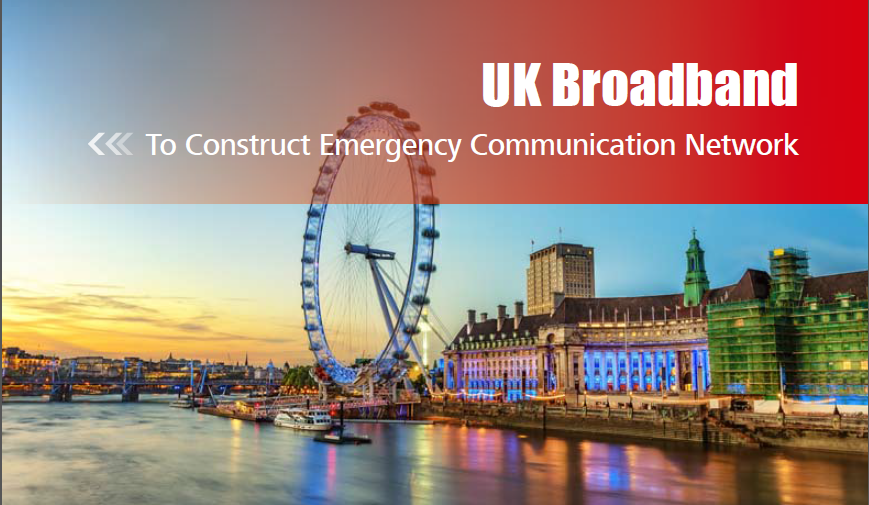 UK Broadband
To Construct Emergency Communication Network